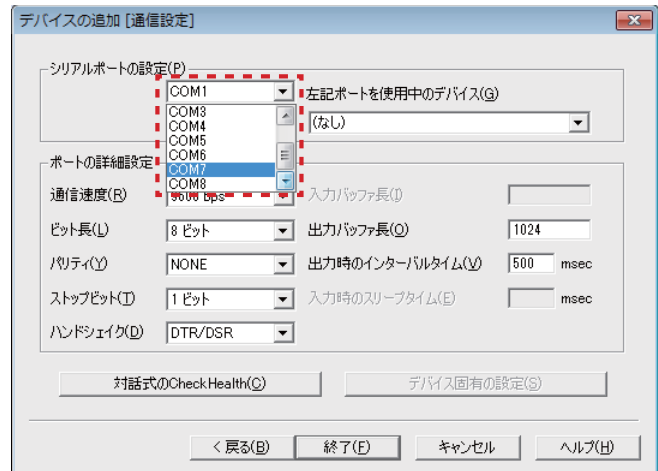 デバイスの追加 [通信設定]
シリアルポートの設定(P)
COM1
左記ポートを使用中のデバイス(G)
COM3
(なし)
COM4
COM5
COM6
COM7
COM8
ポートの詳細設定
通信速度(R)
9600 bps
入力バッファ長(I)
ビット長(L)
8 ビット
出力バッファ長(O)
1024
パリティ(Y)
NONE
出力時のインターバルタイム(V)
500
msec
ストップビット(T)
1 ビット
入力時のスリープタイム(E)
msec
ハンドシェイク(D)
DTR/DSR
対話式のCheckHealth(C)
デバイス固有の設定(S)
< 戻る(B)
終了(F)
キャンセル
ヘルプ(H)